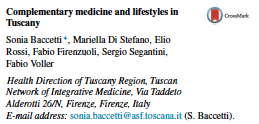 Complementary medicine and lifestyles in
Tuscany
CrossMark
Sonia Baccetti *, Mariella Di Stefano, Elio
Rossi, Fabio Firenzuoli, Sergio Segantini,
Fabio Voller
Health Direction of Tuscany Region, Tuscan
Network of Integrative Medicine, Via Taddeto
Alderotti 26/N, Firenze, Firenze, Italy
E-mail address: sonia.baccetti@asf.toscana.it (S. Baccetti).